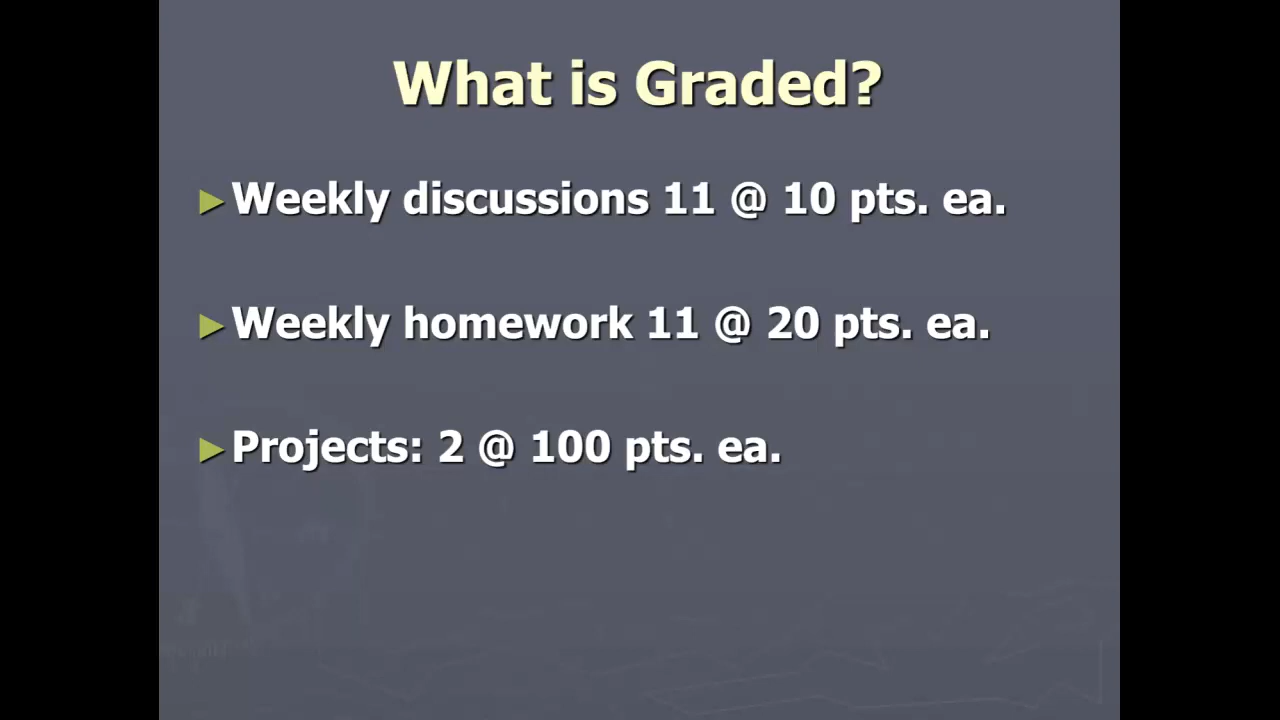 What is Graded?
►Weekly discussions 11 @ 10 pts. ea.
►Weekly homework 11 @ 20 pts. ea.
►Projects: 2 @ 100 pts. ea.